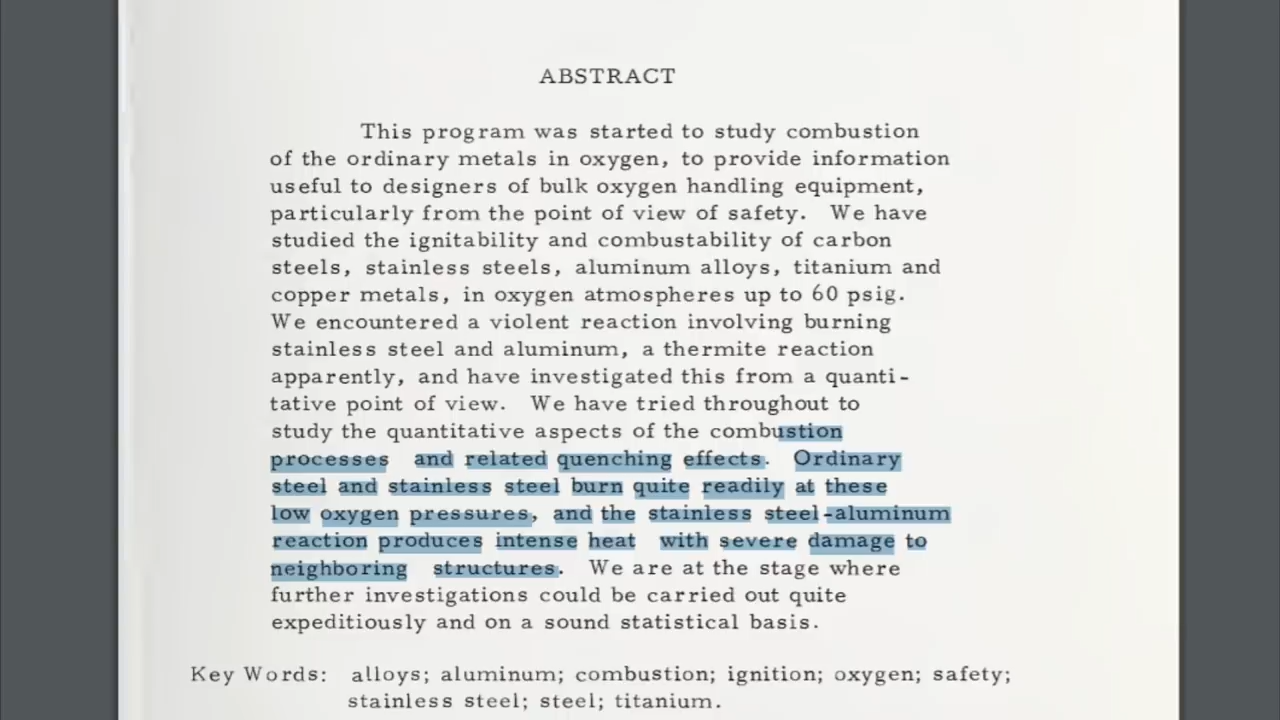 ABSTRACT
This program was started to study combustion
of the ordinary metals in oxygen, to provide information
useful to designers of bulk oxygen handling equipment,
particularly from the point of view of safety. We have
studied the ignitability and combustability of carbon
steels, stainless steels, aluminum alloys, titanium and
copper metals, in oxygen atmospheres up to 60 psig.
We encountered a violent reaction involving burning
stainless steel and aluminum, a thermite reaction
apparently, and have investigated this from a quanti-
tative point of view. We have tried throughout to
study the quantitative aspects of the combustion
processes and related quenching effects. Ordinary
steel and stainless steel burn quite readily at these
low oxygen pressures, and the stainless steel-aluminum
reaction produces intense heat with severe damage to
neighboring structures. We are at the stage where
further investigations could be carried out quite
expeditiously and on a sound statistical basis.
Key Words: alloys; aluminum; combustion; ignition; oxygen; safety;
stainless steel; steel; titanium.